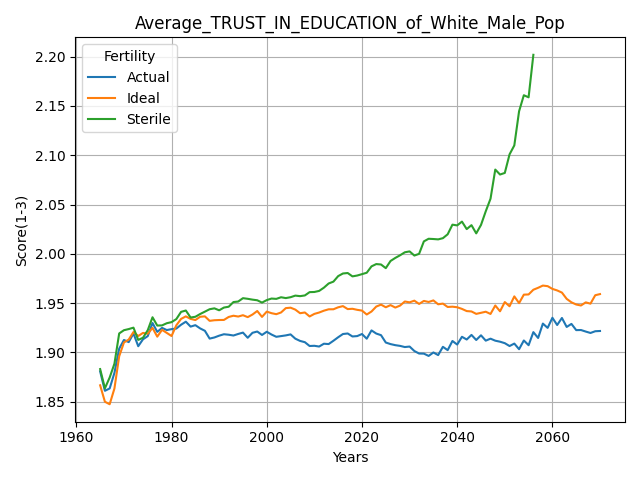 Average_TRUST_IN_EDUCATION_of_White_Male_Pop
Fertility
Actual
Ideal
Sterile
Score(1-3)
2.20
2.15
2.10
2.05
2.00
1.95
1.90
1.85
1960 1980 2000 2020 2040 2060
Years